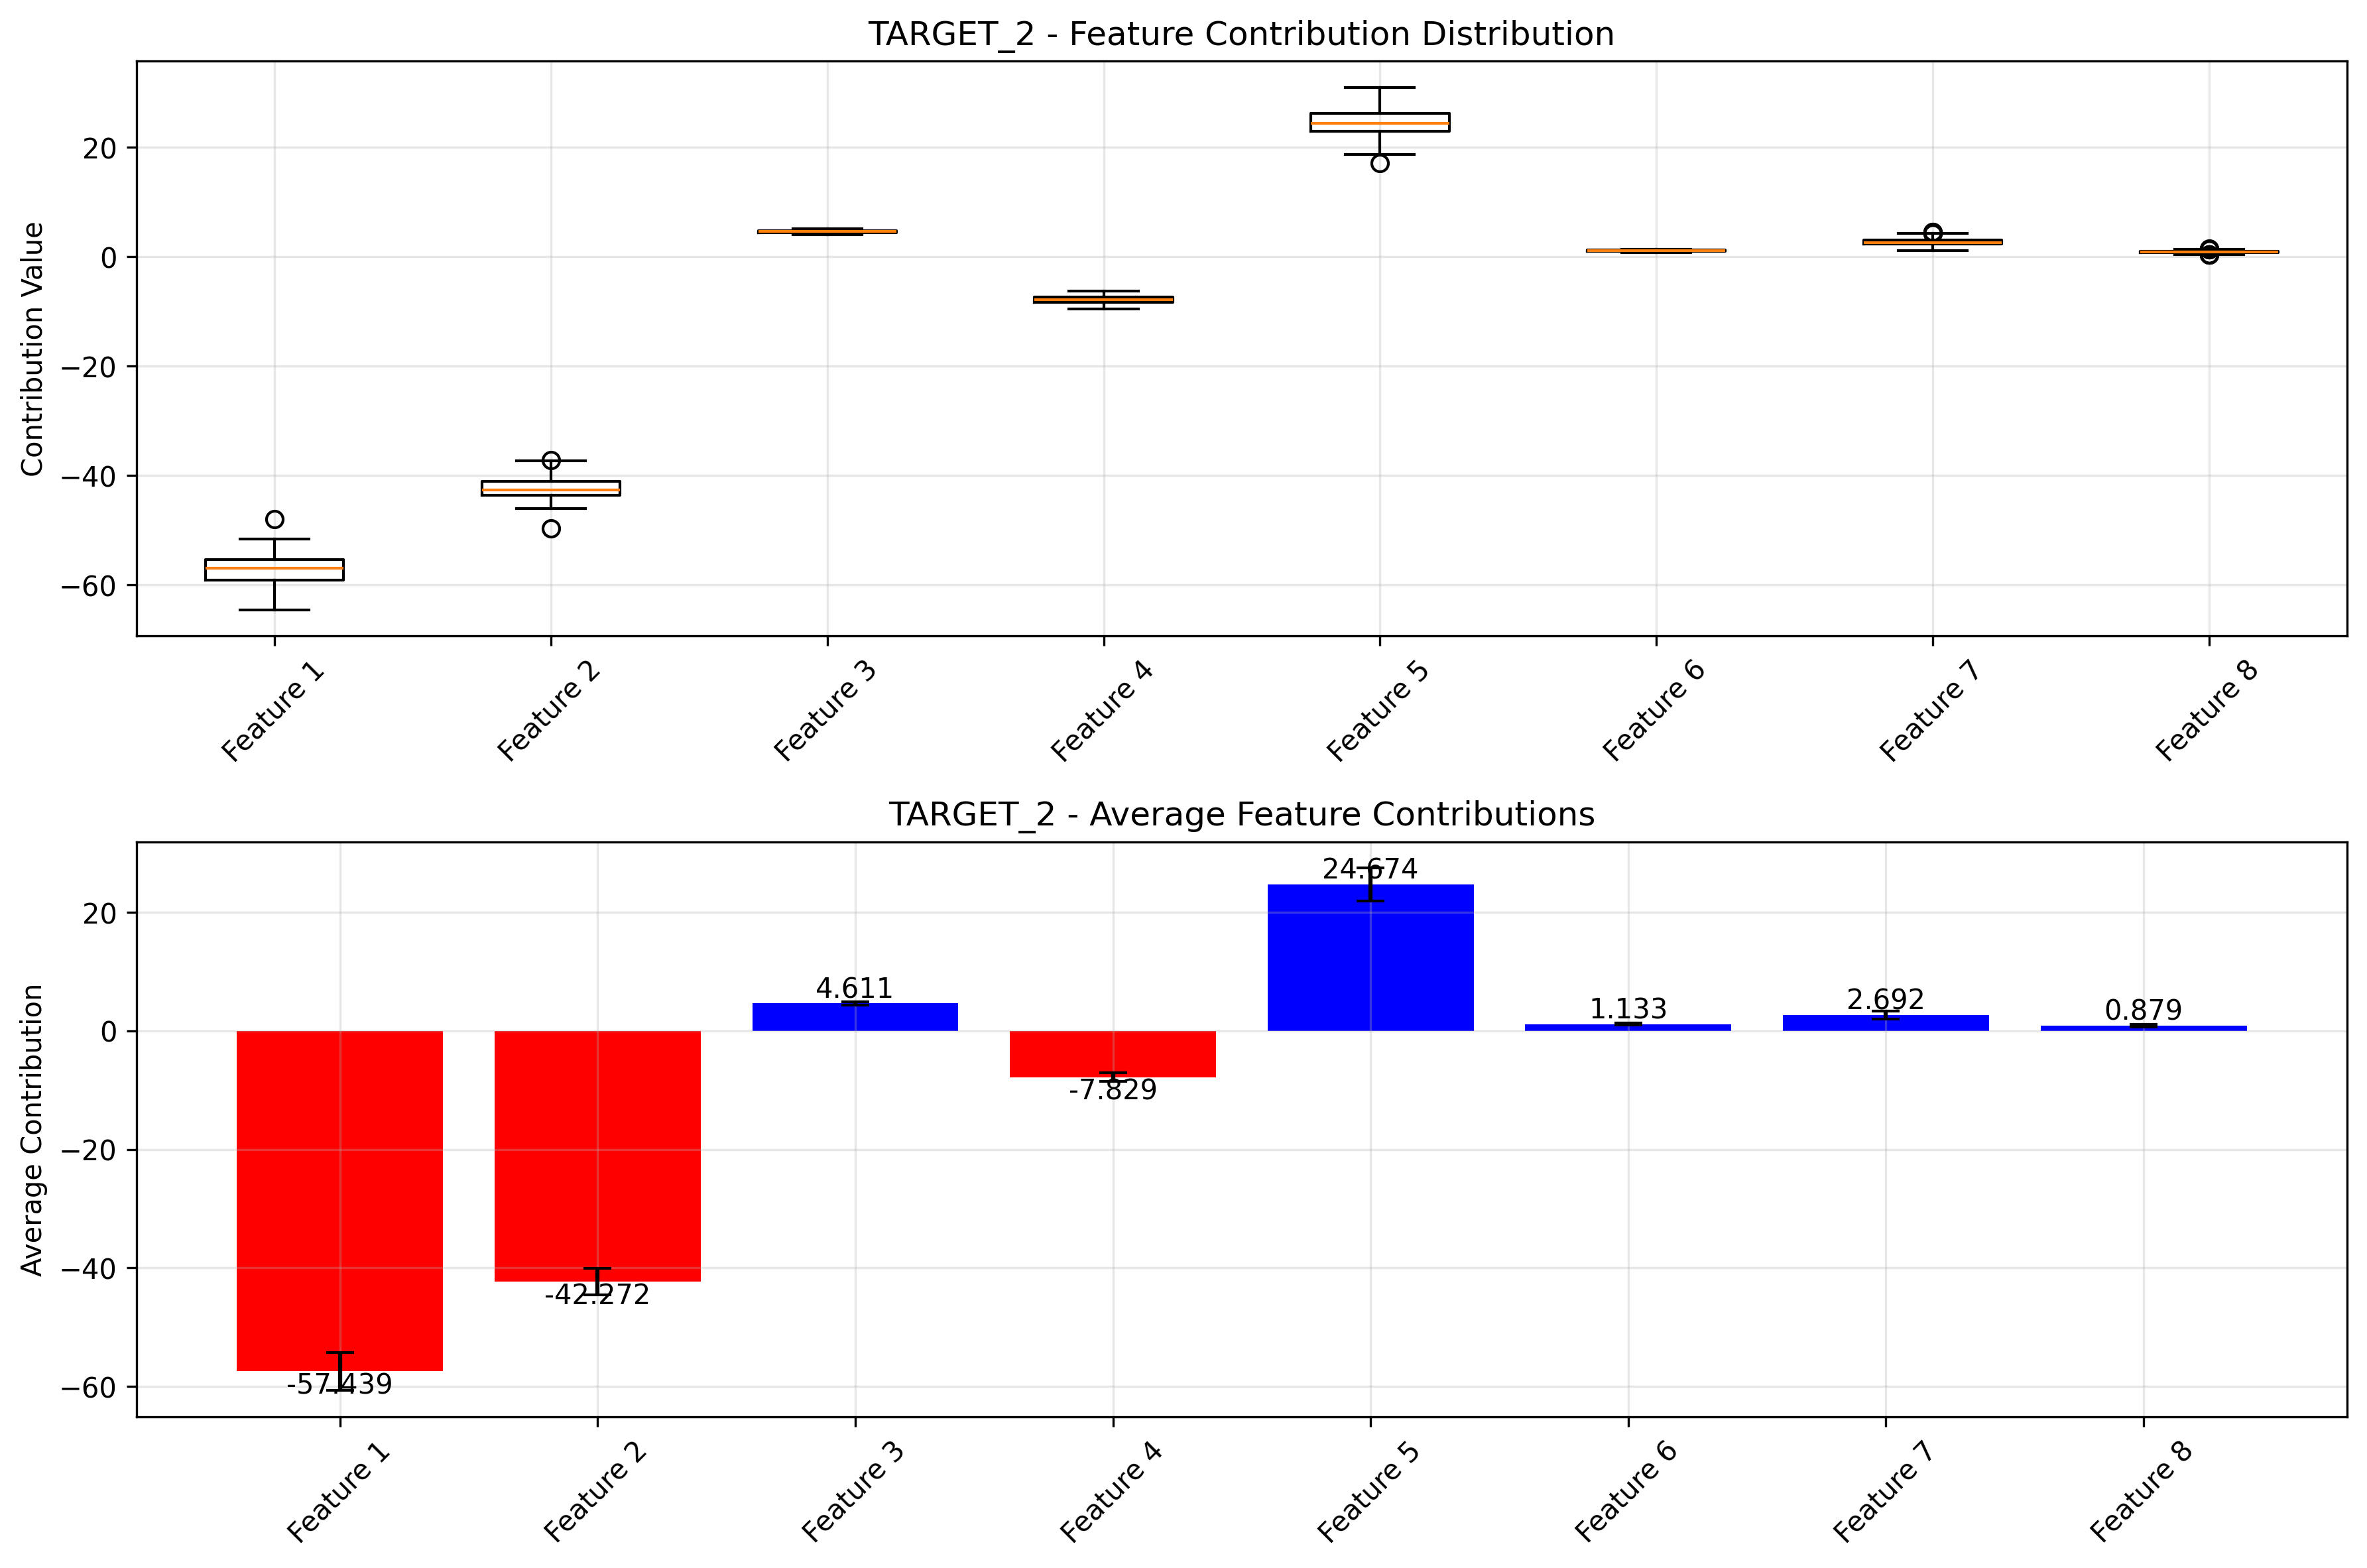 TARGET_2 - Feature Contribution Distribution
Contribution Value
20
0
−20
−40
−60
Feature 1
Feature 2
Feature 3
Feature 4
Feature 5
Feature 6
Feature 7
Feature 8
TARGET_2 - Average Feature Contributions
Average Contribution
20
0
−20
−40
−60
-57.439
-42.272
4.611
-7.829
24.674
1.133
2.692
0.879
Feature 1
Feature 2
Feature 3
Feature 4
Feature 5
Feature 6
Feature 7
Feature 8